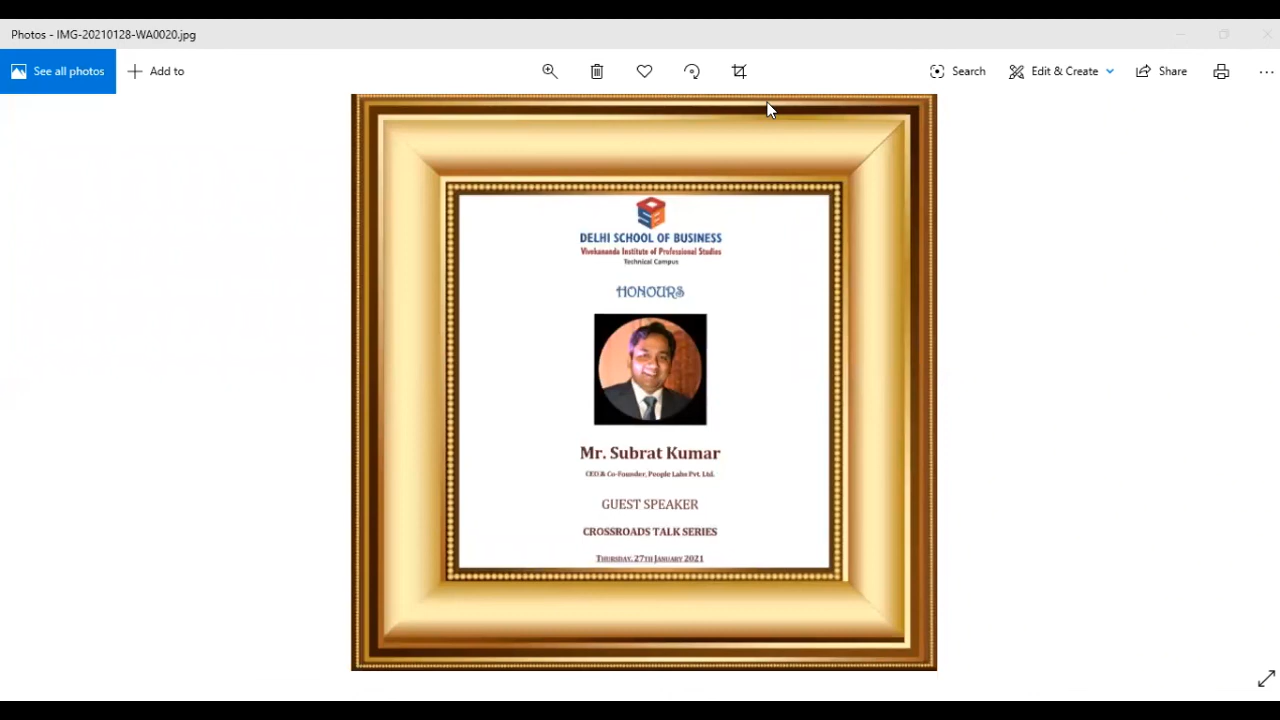 Photos - IMG-20210128-WA0020.jpg
See all photos
Add to
Search
Edit & Create
Share
DELHI SCHOOL OF BUSINESS
Vivekananda Institute of Professional Studies
Technical Campus
HONOURS
Mr. Subrat Kumar
CEO & Co-Founder, Poople Labs Pvt. Ltd.
GUEST SPEAKER
CROSSROADS TALK SERIES
THURSDAY, 27TH JANUARY 2021